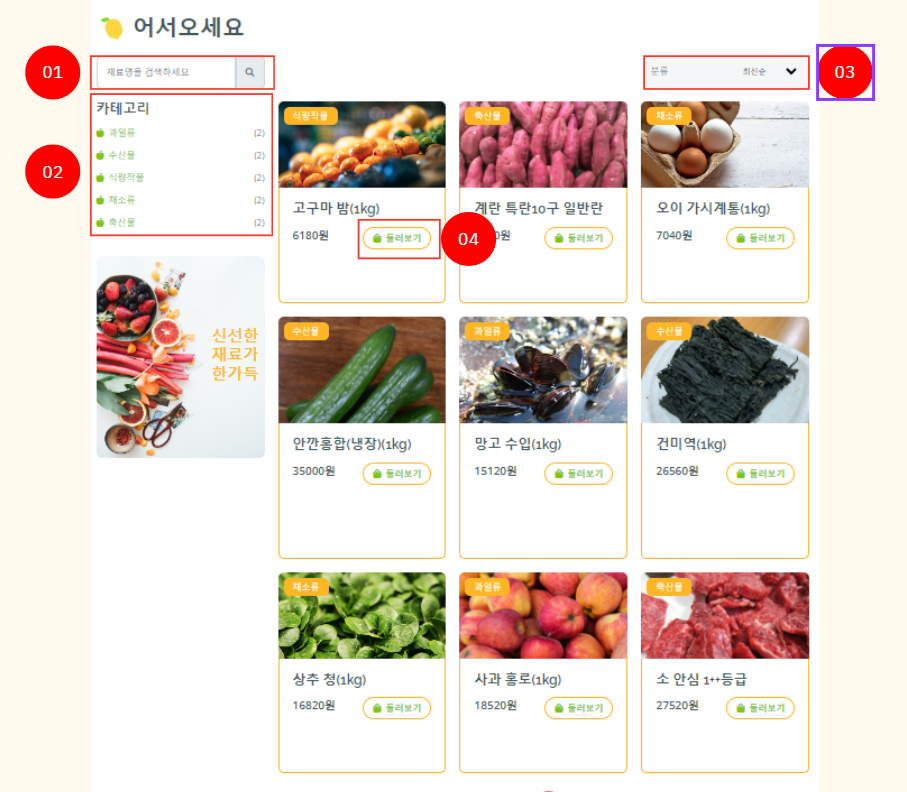 어서오세요
01
재료명을 검색하세요
분류
최신순
03
02
카테고리
과일류 (2)
수산물 (2)
식량작물 (2)
채소류 (2)
축산물 (2)
신선한
재료가
한가득
식량작물
고구마 밤(1kg)
6180원
둘러보기
04
축산물
계란 특란10구 일반란
0원
둘러보기
채소류
오이 가시계통(1kg)
7040원
둘러보기
수산물
안깐홍합(냉장)(1kg)
35000원
둘러보기
과일류
망고 수입(1kg)
15120원
둘러보기
수산물
건미역(1kg)
26560원
둘러보기
채소류
상추 청(1kg)
16820원
둘러보기
과일류
사과 홍로(1kg)
18520원
둘러보기
축산물
소 안심 1++등급
27520원
둘러보기